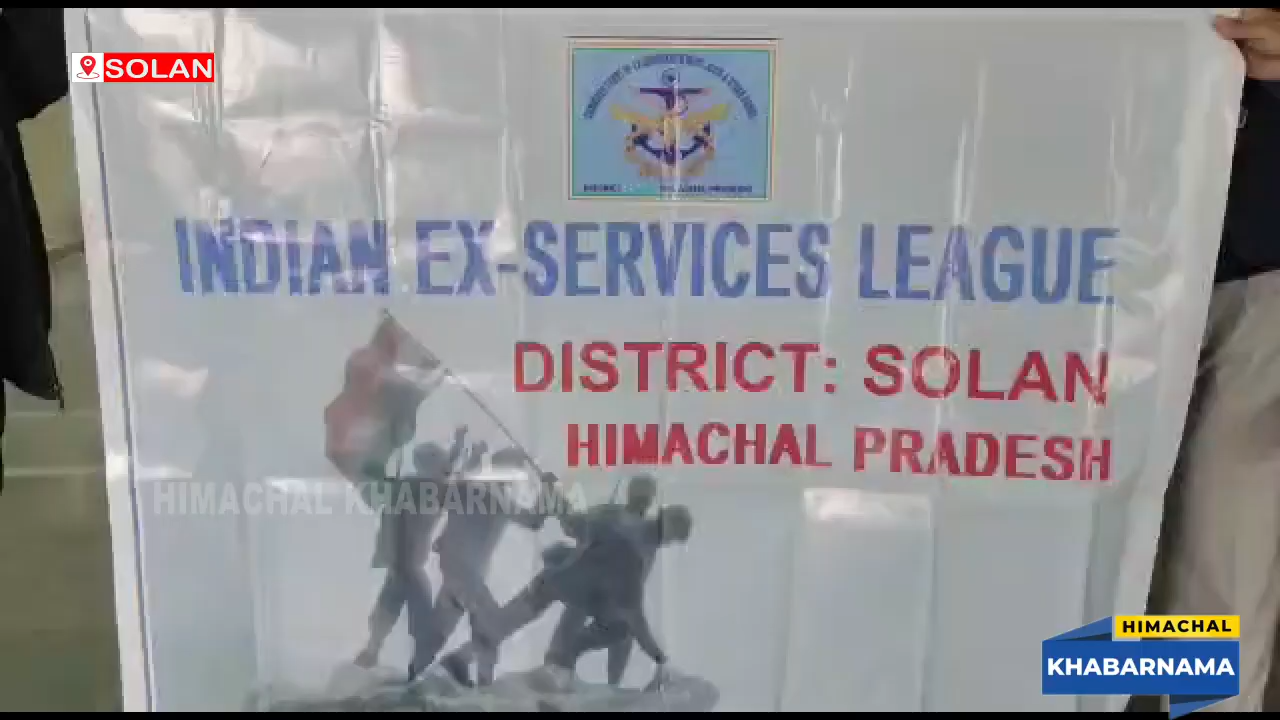 SOLAN
INDIAN EX-SERVICES LEAGUE
DISTRICT: SOLAN
HIMACHAL PRADESH
HIMACHAL KHABARNAMA
HIMACHAL
KHABARNAMA